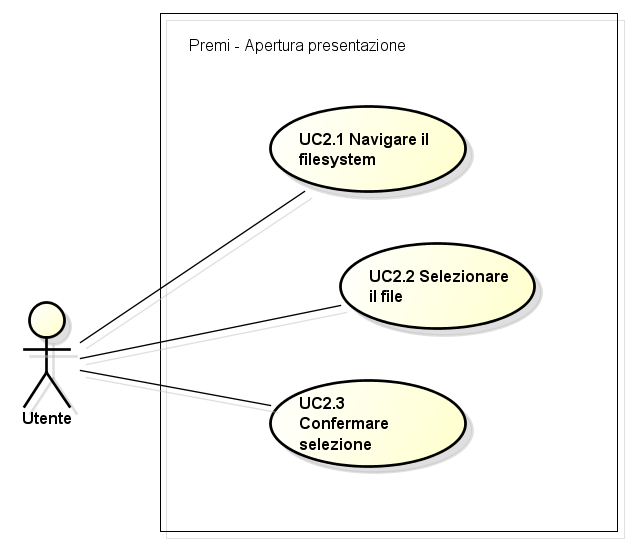 Premi - Apertura presentazione
UC2.1 Navigare il
filesystem
UC2.2 Selezionare
il file
UC2.3
Confermare
selezione
Utente